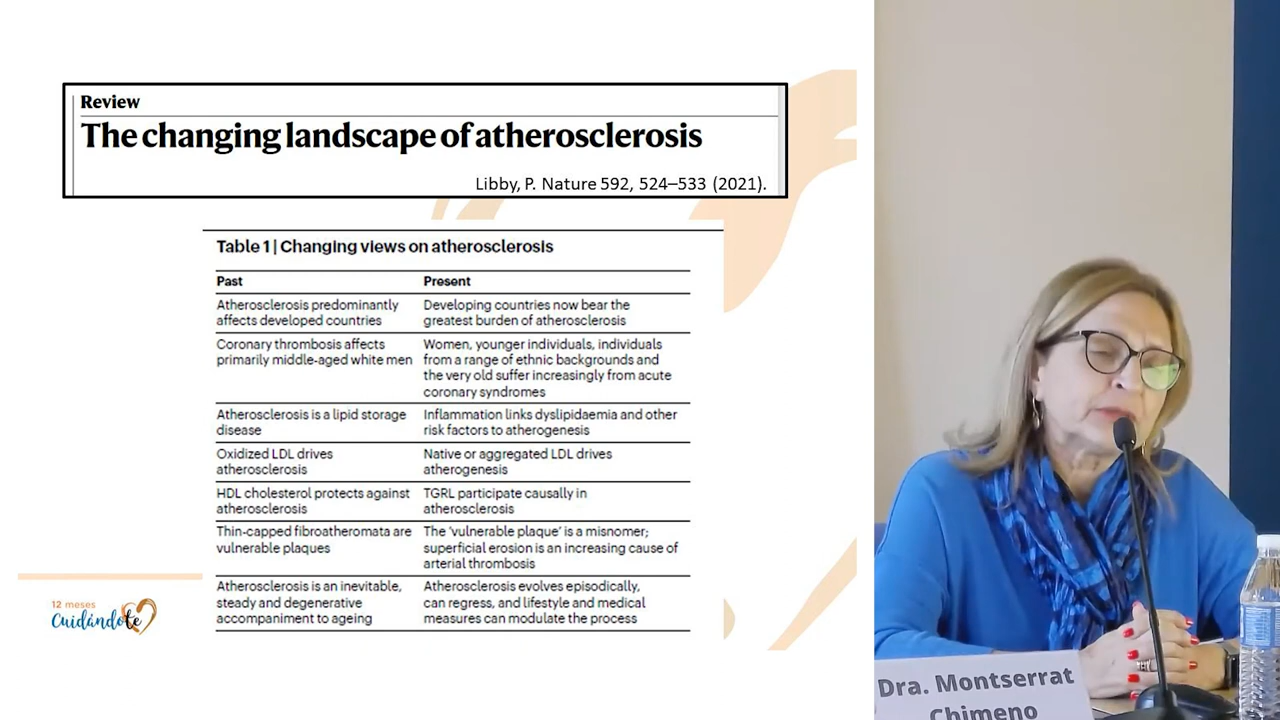 Review
The changing landscape of atherosclerosis
Libby, P. Nature 592, 524–533 (2021).
Table 1 | Changing views on atherosclerosis
Past Present
Atherosclerosis predominantly
affects developed countries
Developing countries now bear the
greatest burden of atherosclerosis
Coronary thrombosis affects
primarily middle-aged white men
Women, younger individuals, individuals
from a range of ethnic backgrounds and
the very old suffer increasingly from acute
coronary syndromes
Atherosclerosis is a lipid storage
disease
Inflammation links dyslipidaemia and other
risk factors to atherogenesis
Oxidized LDL drives
atherosclerosis
Native or aggregated LDL drives
atherogenesis
HDL cholesterol protects against
atherosclerosis
TGRL participate causally in
atherosclerosis
Thin-capped fibroatheromata are
vulnerable plaques
The ‘vulnerable plaque’ is a misnomer;
superficial erosion is an increasing cause of
arterial thrombosis
Atherosclerosis is an inevitable,
steady and degenerative
accompaniment to ageing
Atherosclerosis evolves episodically,
can regress, and lifestyle and medical
measures can modulate the process
12 meses
Cuidándote
Dra. Montserrat
Chimeno